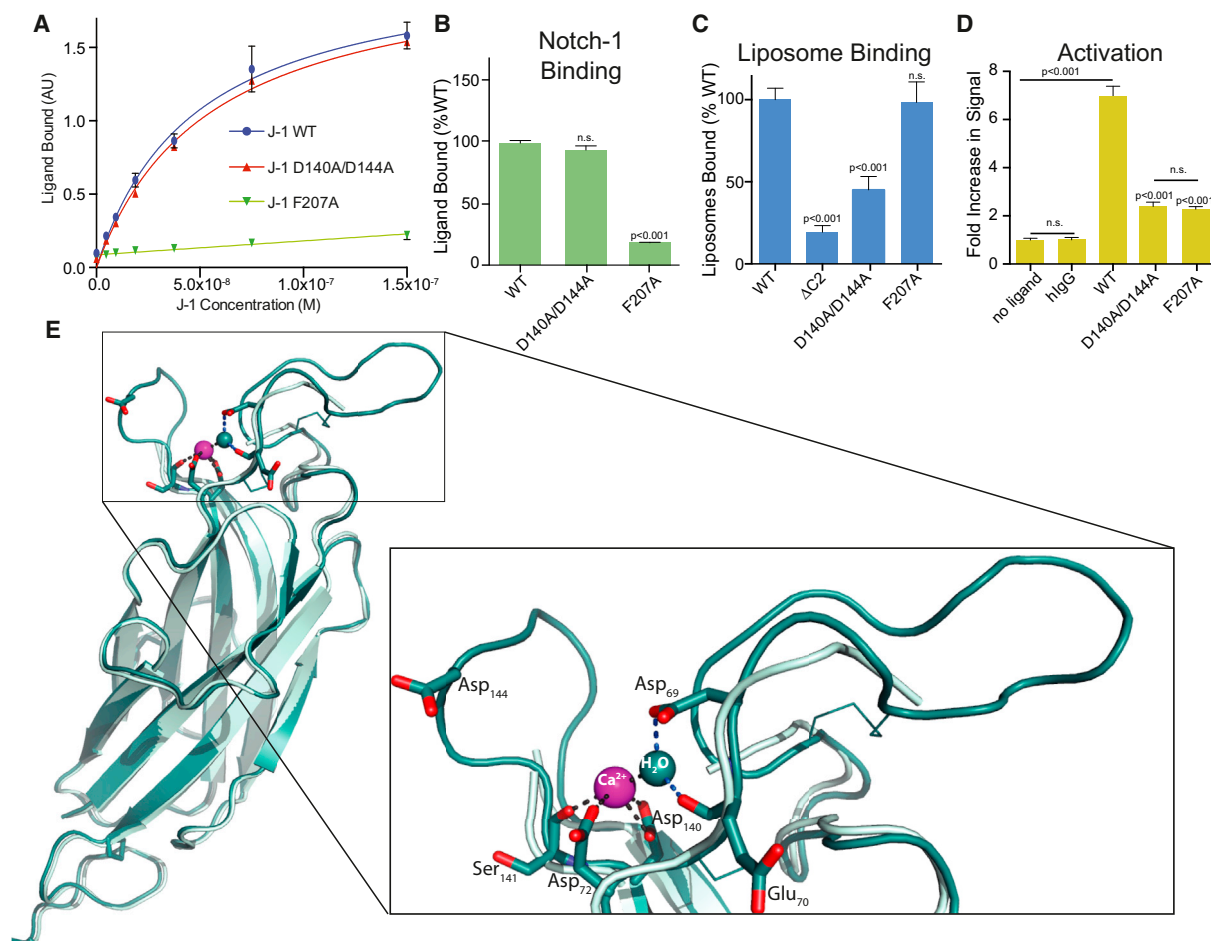 A
Ligand Bound (AU)
1.5
1.0
0.5
0.0
0.0
5.0x10-8
1.0x10-7
1.5x10-7
J-1 Concentration (M)
J-1 WT
J-1 D140A/D144A
J-1 F207A
B
Notch-1
Binding
Ligand Bound (%WT)
150
100
50
0
n.s.
p<0.001
WT
D140A/D144A
F207A
C
Liposome Binding
Liposomes Bound (% WT)
100
50
0
p<0.001
p<0.001
n.s.
WT
ΔC2
D140A/D144A
F207A
D
Activation
Fold Increase in Signal
8
6
4
2
0
p<0.001
n.s.
n.s.
p<0.001
p<0.001
no ligand
hIgG
WT
D140A/D144A
F207A
E
Asp144
Asp69
H2O
Ca2+
Asp140
Ser141
Asp72
Glu70